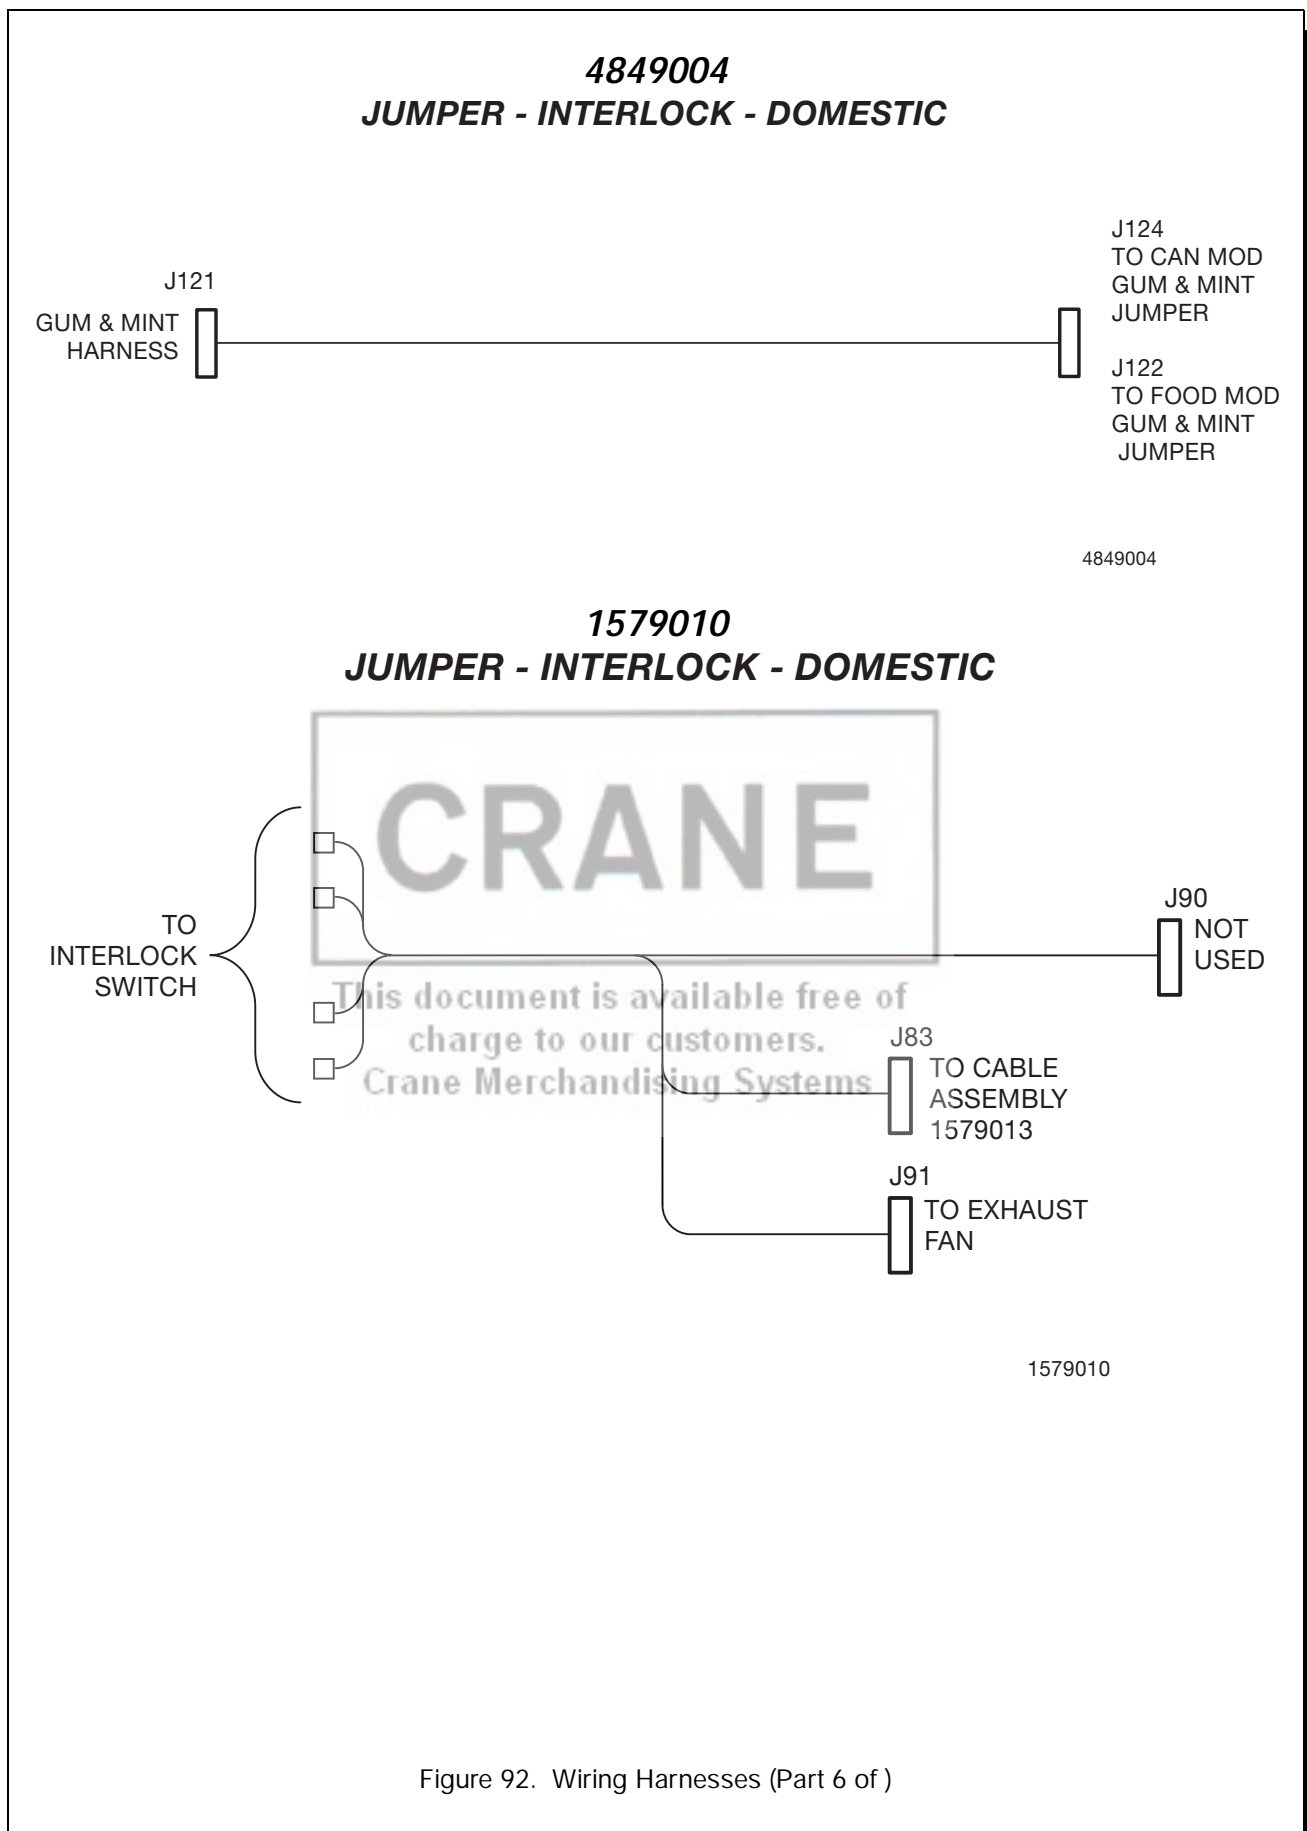 4849004
JUMPER - INTERLOCK - DOMESTIC
J121
GUM & MINT
HARNESS
J124
TO CAN MOD
GUM & MINT
JUMPER
J122
TO FOOD MOD
GUM & MINT
JUMPER
4849004
1579010
JUMPER - INTERLOCK - DOMESTIC
CRANE
This document is available free of
charge to our customers.
Crane Merchandising Systems
TO
INTERLOCK
SWITCH
J90
NOT
USED
J83
TO CABLE
ASSEMBLY
1579013
J91
TO EXHAUST
FAN
1579010
Figure 92. Wiring Harnesses (Part 6 of )